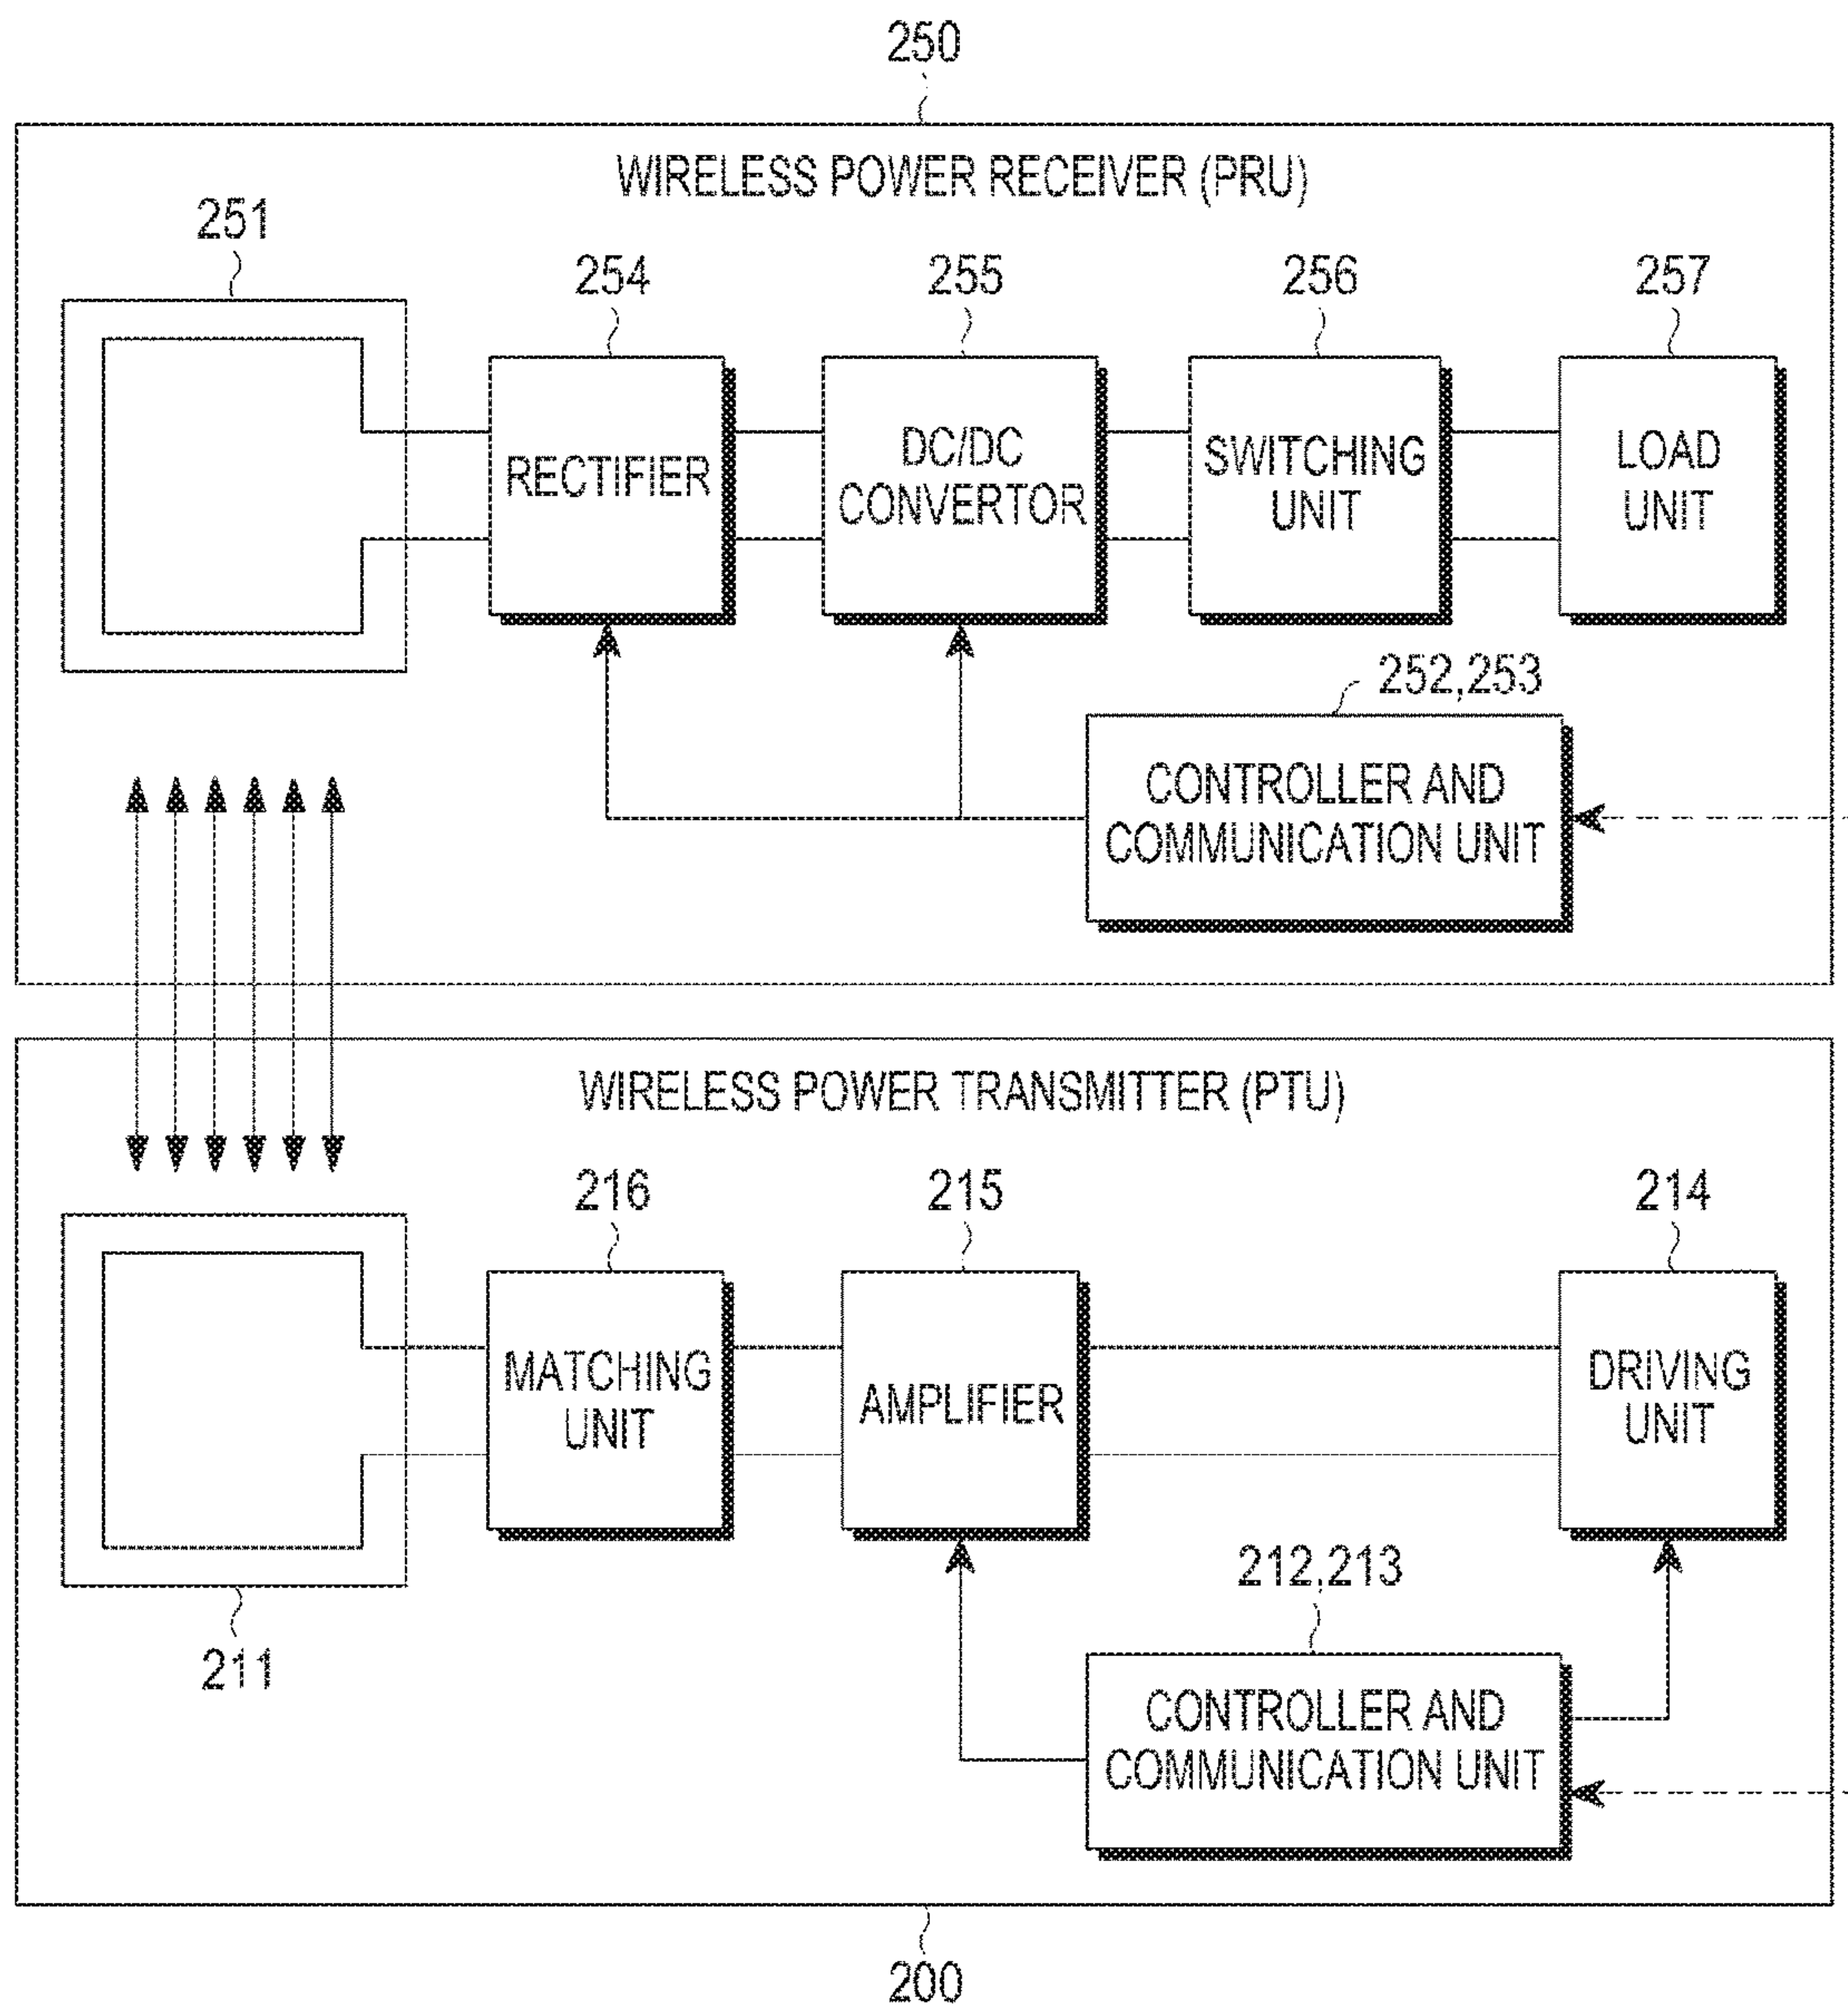 250
WIRELESS POWER RECEIVER (PRU)
251
254
255
256
257
RECTIFIER
DC/DC
CONVERTOR
SWITCHING
UNIT
LOAD
UNIT
252,253
CONTROLLER AND
COMMUNICATION UNIT
WIRELESS POWER TRANSMITTER (PTU)
216
215
214
MATCHING
UNIT
AMPLIFIER
DRIVING
UNIT
212,213
211
CONTROLLER AND
COMMUNICATION UNIT
200